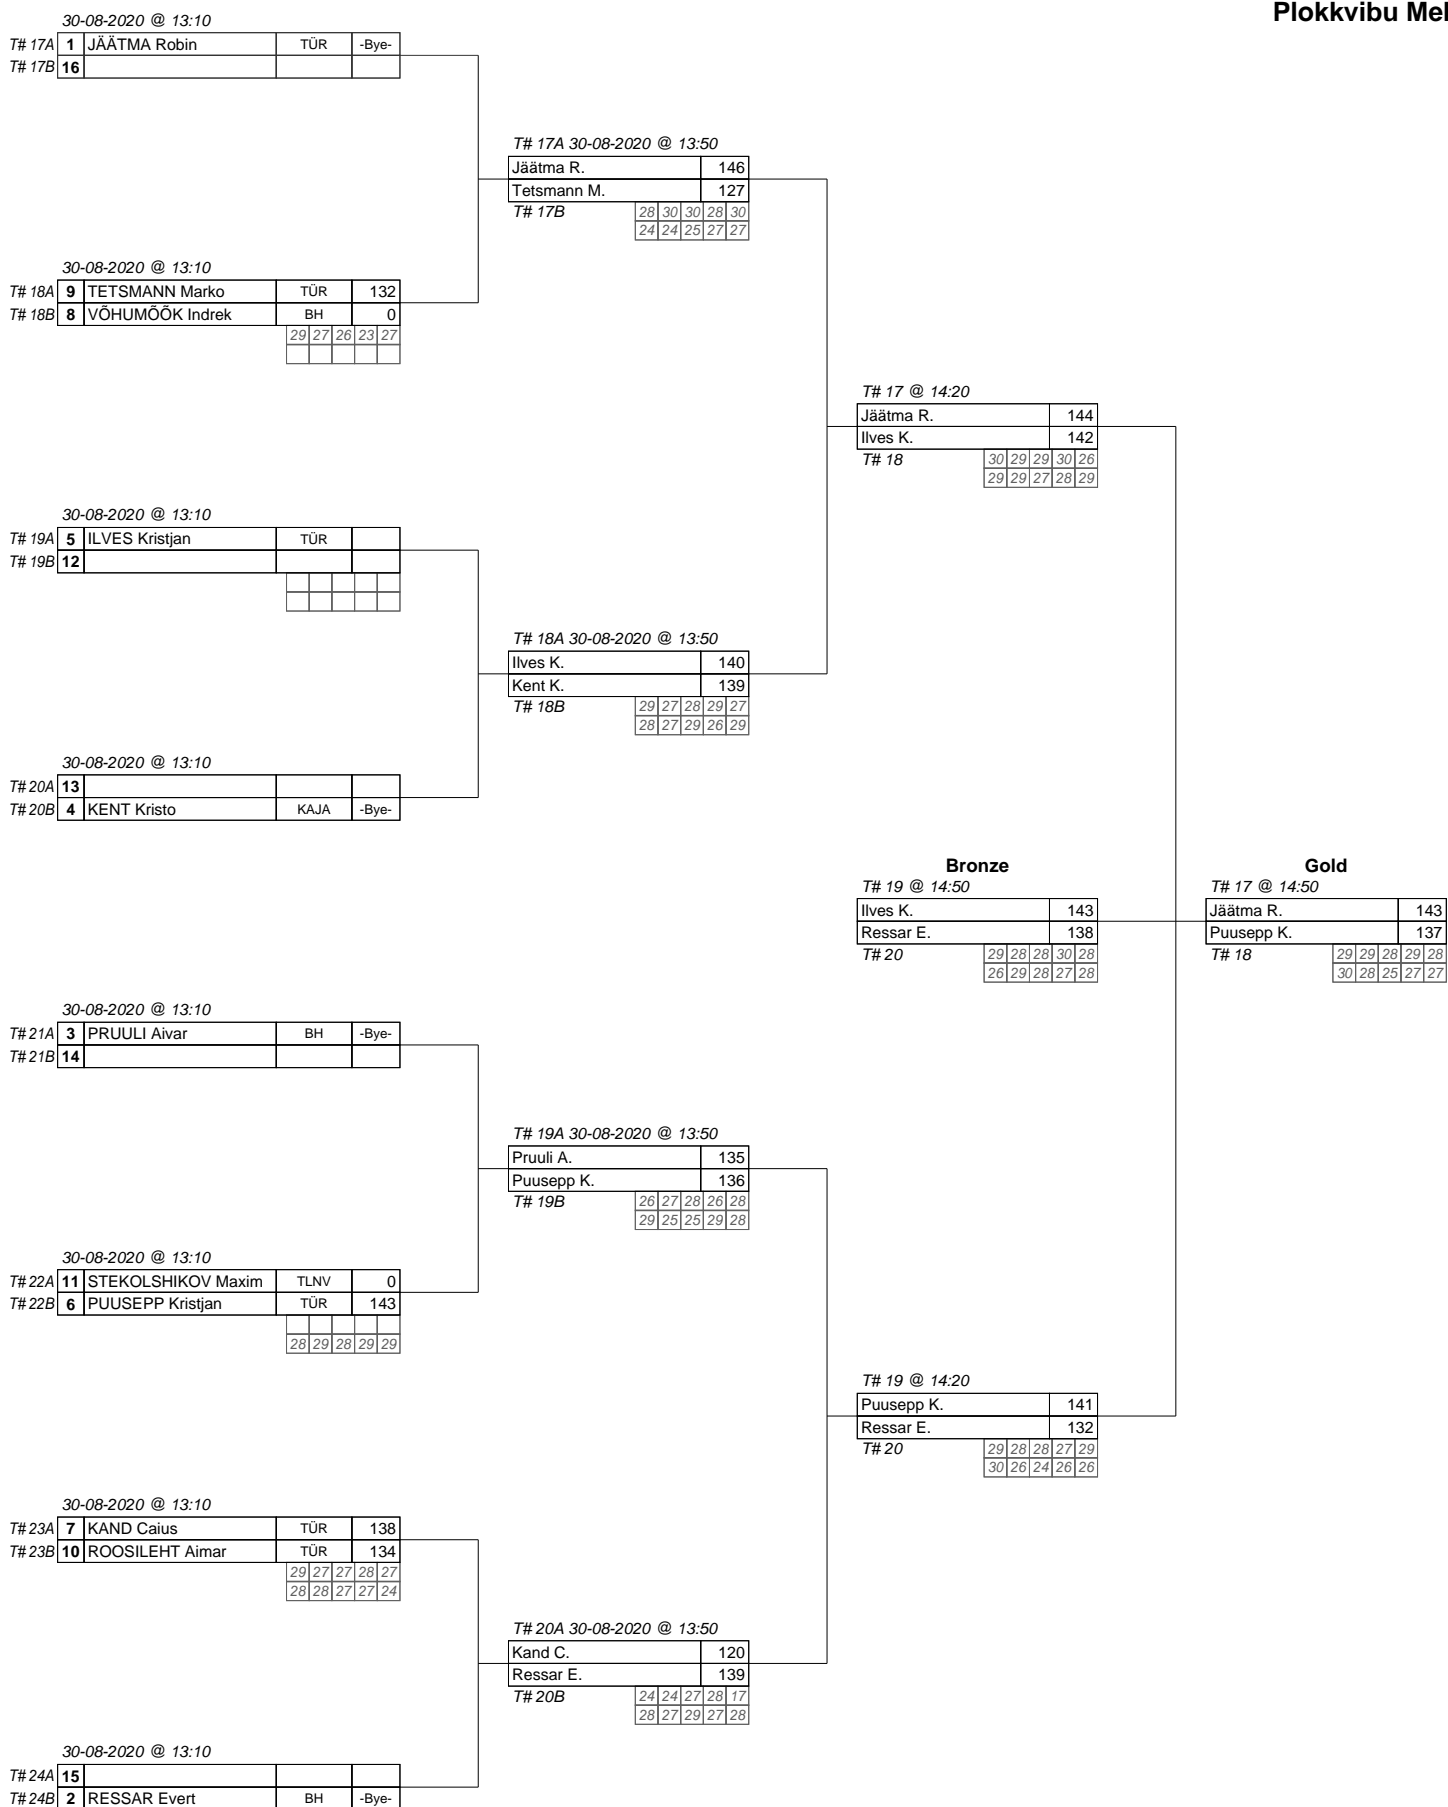 Plokkvibu Me
30-08-2020 @ 13:10
T# 17A 1 JÄÄTMA Robin TÜR -Bye-
T# 17B 16
T# 17A 30-08-2020 @ 13:50
Jäätma R. 146
Tetsmann M. 127
T# 17B 28 30 30 28 30
24 24 25 27 27
30-08-2020 @ 13:10
T# 18A 9 TETSMANN Marko TÜR 132
T# 18B 8 VÕHUMÕÕK Indrek BH 0
29 27 26 23 27
T# 17 @ 14:20
Jäätma R. 144
Ilves K. 142
T# 18 30 29 29 30 26
29 29 27 28 29
30-08-2020 @ 13:10
T# 19A 5 ILVES Kristjan TÜR
T# 19B 12
T# 18A 30-08-2020 @ 13:50
Ilves K. 140
Kent K. 139
T# 18B 29 27 28 29 27
28 27 29 26 29
30-08-2020 @ 13:10
T# 20A 13
T# 20B 4 KENT Kristo KAJA -Bye-
Bronze
T# 19 @ 14:50
Ilves K. 143
Ressar E. 138
T# 20 29 28 28 30 28
26 29 28 27 28
Gold
T# 17 @ 14:50
Jäätma R. 143
Puusepp K. 137
T# 18 29 29 28 29 28
30 28 25 27 27
30-08-2020 @ 13:10
T# 21A 3 PRUULI Aivar BH -Bye-
T# 21B 14
T# 19A 30-08-2020 @ 13:50
Pruuli A. 135
Puusepp K. 136
T# 19B 26 27 28 26 28
29 25 25 29 28
30-08-2020 @ 13:10
T# 22A 11 STEKOLSHIKOV Maxim TLNV 0
T# 22B 6 PUUSEPP Kristjan TÜR 143
28 29 28 29 29
T# 19 @ 14:20
Puusepp K. 141
Ressar E. 132
T# 20 29 28 28 27 29
30 26 24 26 26
30-08-2020 @ 13:10
T# 23A 7 KAND Caius TÜR 138
T# 23B 10 ROOSILEHT Aimar TÜR 134
29 27 27 28 27
28 28 27 27 24
T# 20A 30-08-2020 @ 13:50
Kand C. 120
Ressar E. 139
T# 20B 24 24 27 28 17
28 27 29 27 28
30-08-2020 @ 13:10
T# 24A 15
T# 24B 2 RESSAR Evert BH -Bye-